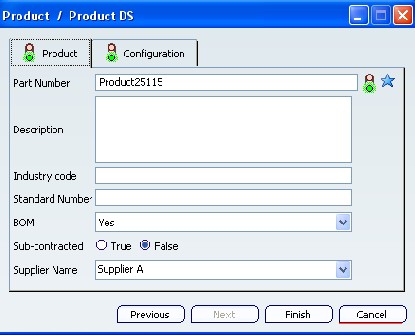 Product / Product DS
Product Configuration
Part Number Product25115
Description
Industry code
Standard Number
BOM Yes
Sub-contracted True False
Supplier Name Supplier A
Previous Next Finish Cancel